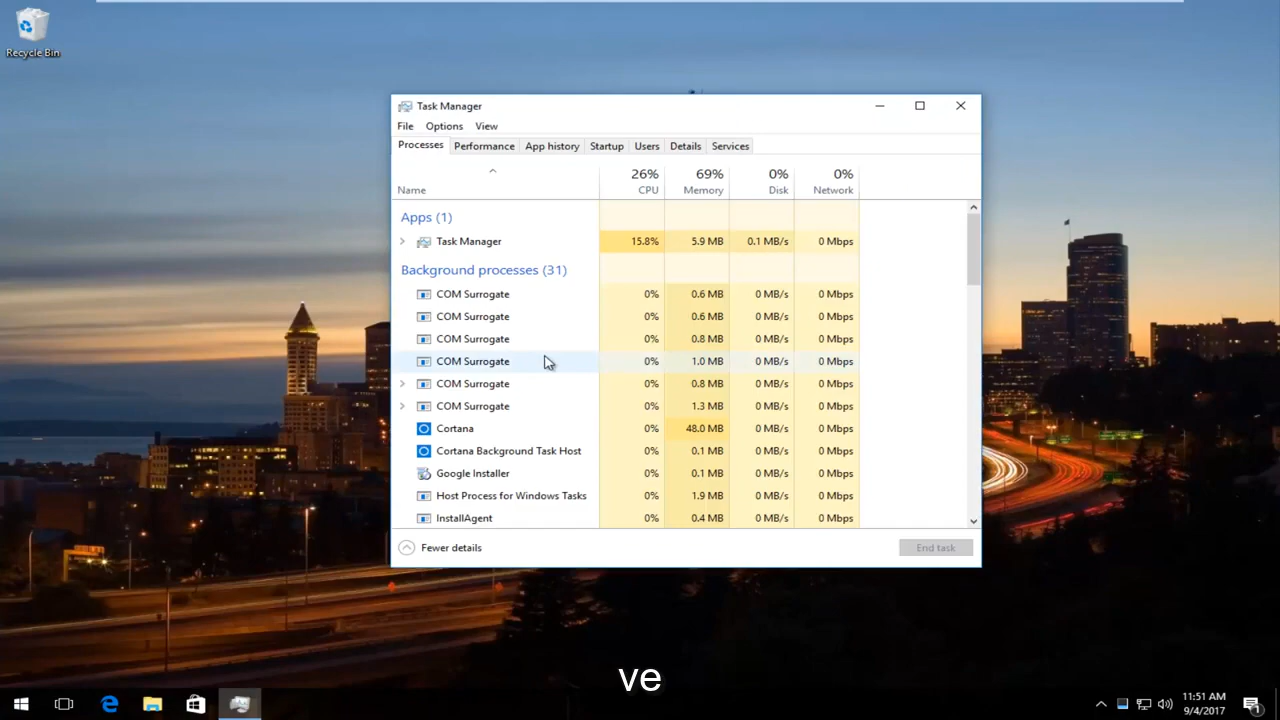 Recycle Bin
Task Manager
File Options View
Processes Performance App history Startup Users Details Services
26% 69% 0% 0%
Name CPU Memory Disk Network
Apps (1)
Task Manager 15.8% 5.9 MB 0.1 MB/s 0 Mbps
Background processes (31)
COM Surrogate 0% 0.6 MB 0 MB/s 0 Mbps
COM Surrogate 0% 0.6 MB 0 MB/s 0 Mbps
COM Surrogate 0% 0.8 MB 0 MB/s 0 Mbps
COM Surrogate 0% 1.0 MB 0 MB/s 0 Mbps
COM Surrogate 0% 0.8 MB 0 MB/s 0 Mbps
COM Surrogate 0% 1.3 MB 0 MB/s 0 Mbps
Cortana 0% 48.0 MB 0 MB/s 0 Mbps
Cortana Background Task Host 0% 0.1 MB 0 MB/s 0 Mbps
Google Installer 0% 0.1 MB 0 MB/s 0 Mbps
Host Process for Windows Tasks 0% 1.9 MB 0 MB/s 0 Mbps
InstallAgent 0% 0.4 MB 0 MB/s 0 Mbps
Fewer details End task
ve
11:51 AM
9/4/2017
1